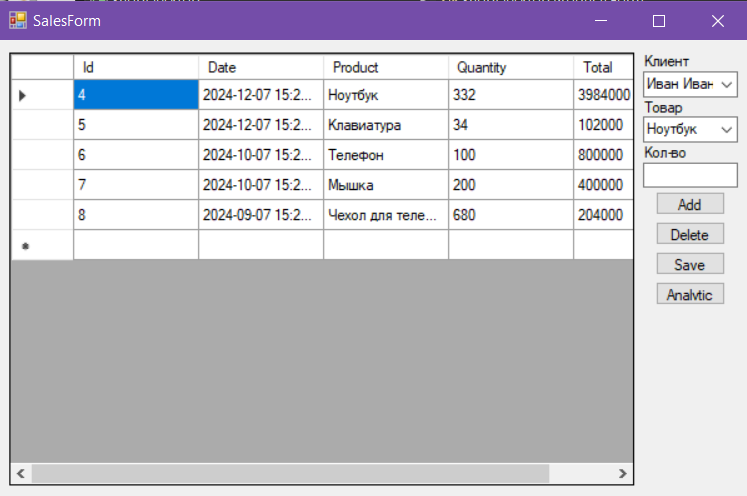 SalesForm
Id Date Product Quantity Total
4 2024-12-07 15:2... Ноутбук 332 3984000
5 2024-12-07 15:2... Клавиатура 34 102000
6 2024-10-07 15:2... Телефон 100 800000
7 2024-10-07 15:2... Мышка 200 400000
8 2024-09-07 15:2... Чехол для теле... 680 204000
Клиент
Иван Иван
Товар
Ноутбук
Кол-во
Add
Delete
Save
Analytic